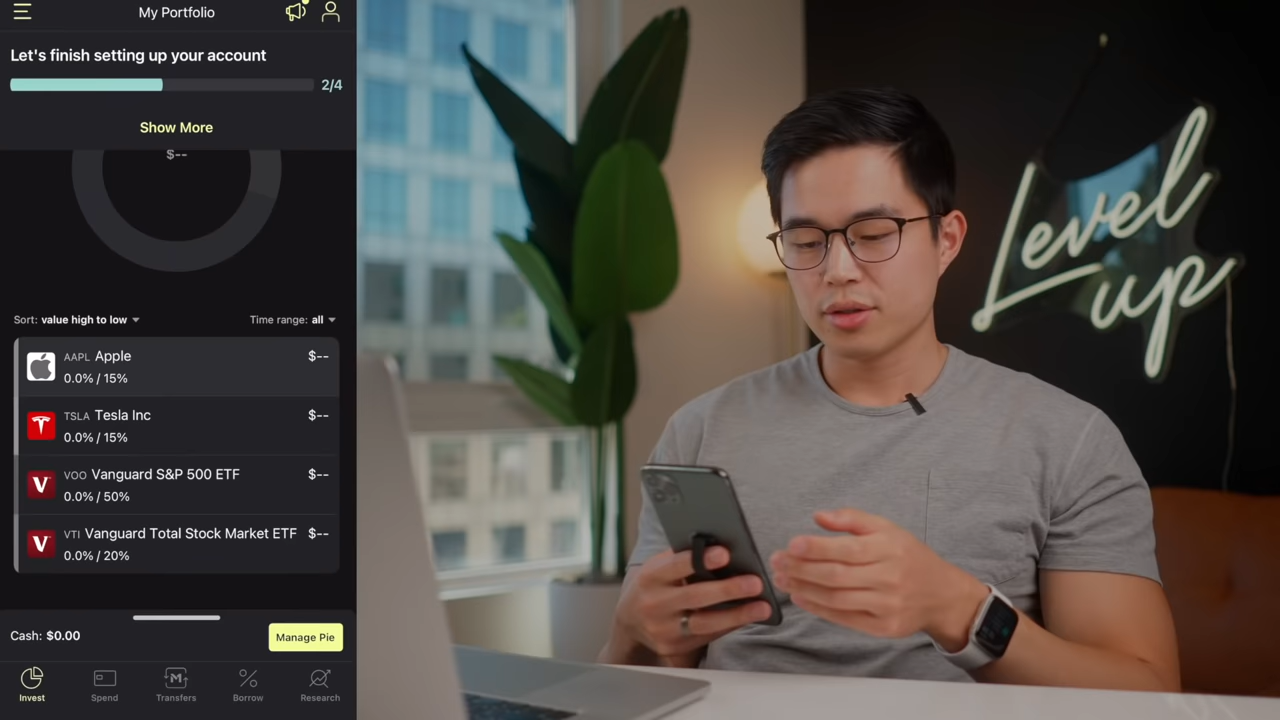 My Portfolio
Let's finish setting up your account
2/4
Show More
$--
Sort: value high to low
Time range: all
AAPL Apple $--
0.0% / 15%
TSLA Tesla Inc $--
0.0% / 15%
VOO Vanguard S&P 500 ETF $--
0.0% / 50%
VTI Vanguard Total Stock Market ETF $--
0.0% / 20%
Cash: $0.00
Manage Pie
Invest
Spend
Transfers
Borrow
Research
Level
up